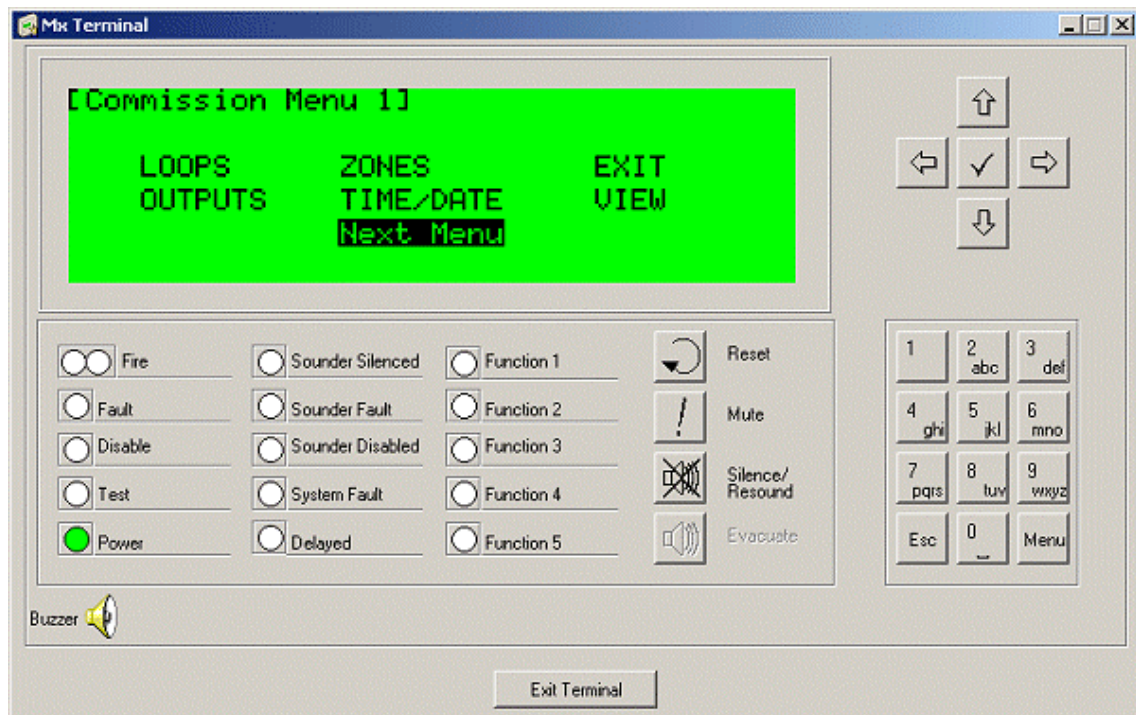 Mx Terminal
[Commission Menu 1]
LOOPS ZONES EXIT
OUTPUTS TIME/DATE VIEW
Next Menu
Fire Sounder Silenced Function 1 Reset
Fault Sounder Fault Function 2 Mute
Disable Sounder Disabled Function 3
Test System Fault Function 4 Silence/
Resound
Power Delayed Function 5 Evacuate
1 2 abc 3 def
4 ghi 5 jkl 6 mno
7 pqrs 8 tuv 9 wxyz
Esc 0 _ Menu
Buzzer
Exit Terminal